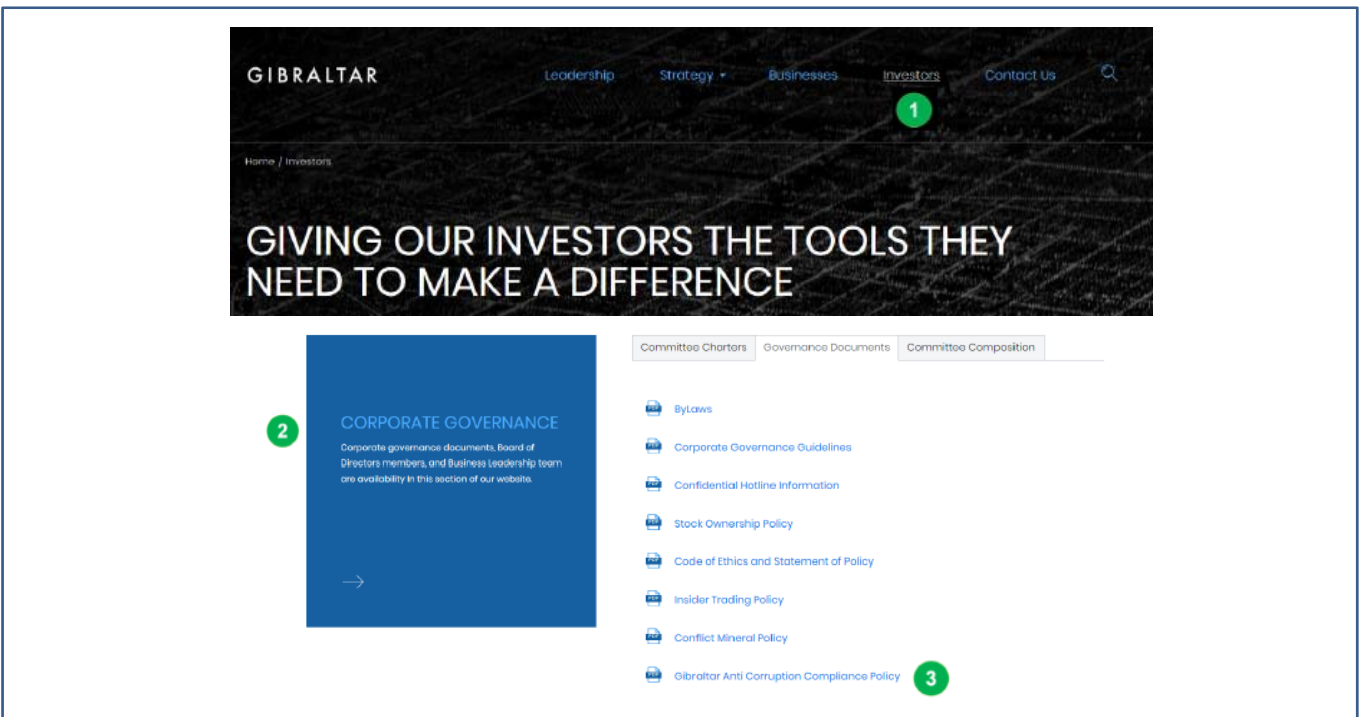 GIBRALTAR
Leadership Strategy Businesses Investors Contact Us
1
Home / Investors
GIVING OUR INVESTORS THE TOOLS THEY
NEED TO MAKE A DIFFERENCE
2
CORPORATE GOVERNANCE
Corporate governance documents, Board of
Directors members, and Business Leadership team
are availability in this section of our website.
Committee Charters Governance Documents Committee Composition
ByLaws
Corporate Governance Guidelines
Confidential Hotline Information
Stock Ownership Policy
Code of Ethics and Statement of Policy
Insider Trading Policy
Conflict Mineral Policy
Gibraltar Anti Corruption Compliance Policy
3